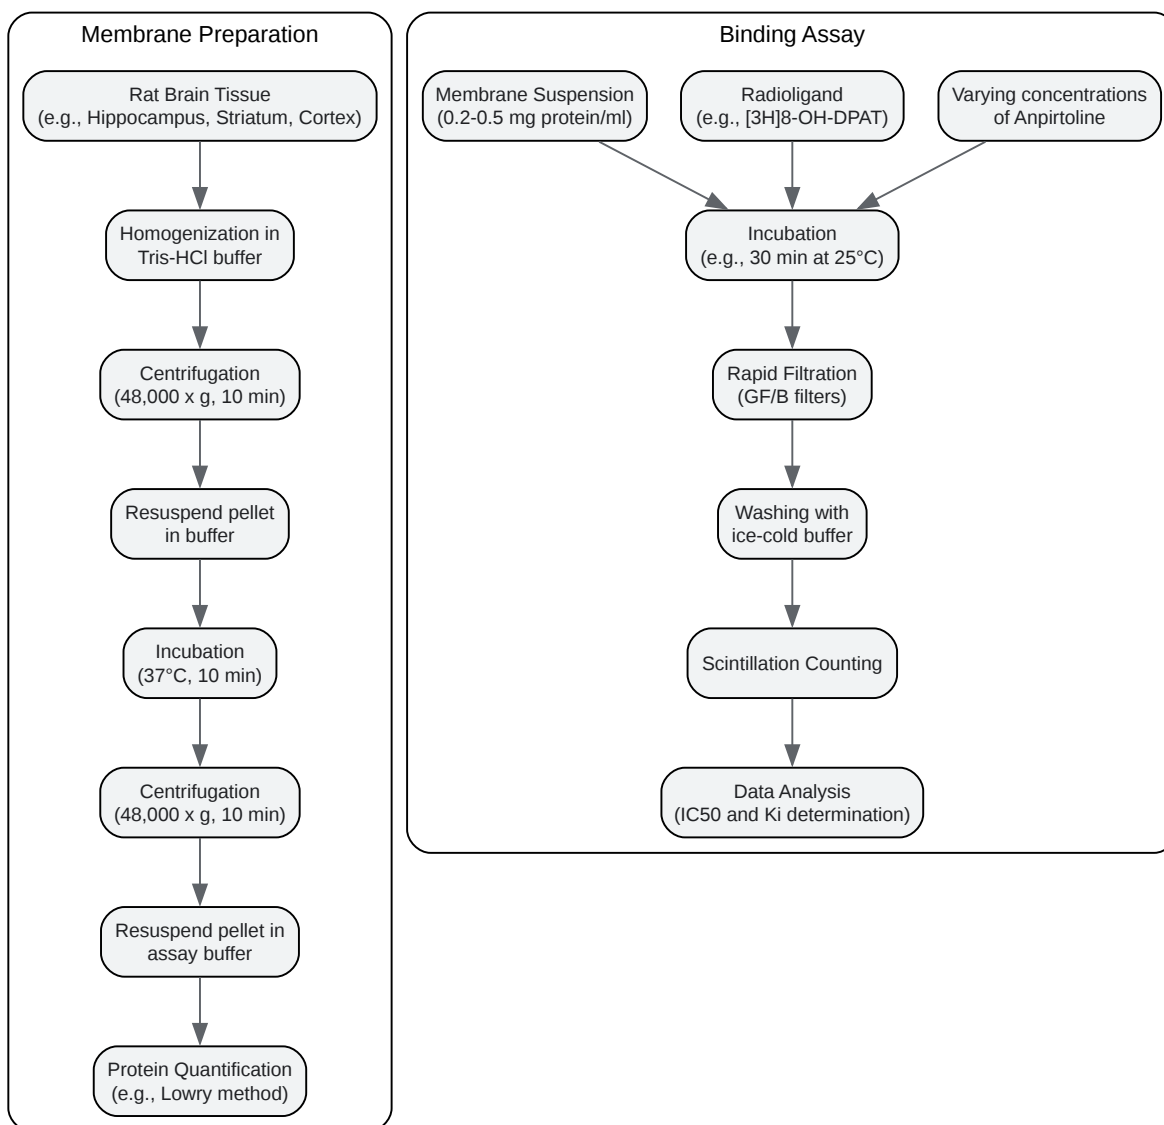 Membrane Preparation
Rat Brain Tissue
(e.g., Hippocampus, Striatum, Cortex)
Homogenization in
Tris-HCl buffer
Centrifugation
(48,000 x g, 10 min)
Resuspend pellet
in buffer
Incubation
(37°C, 10 min)
Centrifugation
(48,000 x g, 10 min)
Resuspend pellet in
assay buffer
Protein Quantification
(e.g., Lowry method)
Binding Assay
Membrane Suspension
(0.2-0.5 mg protein/ml)
Radioligand
(e.g., [3H]8-OH-DPAT)
Varying concentrations
of Anpirtoline
Incubation
(e.g., 30 min at 25°C)
Rapid Filtration
(GF/B filters)
Washing with
ice-cold buffer
Scintillation Counting
Data Analysis
(IC50 and Ki determination)